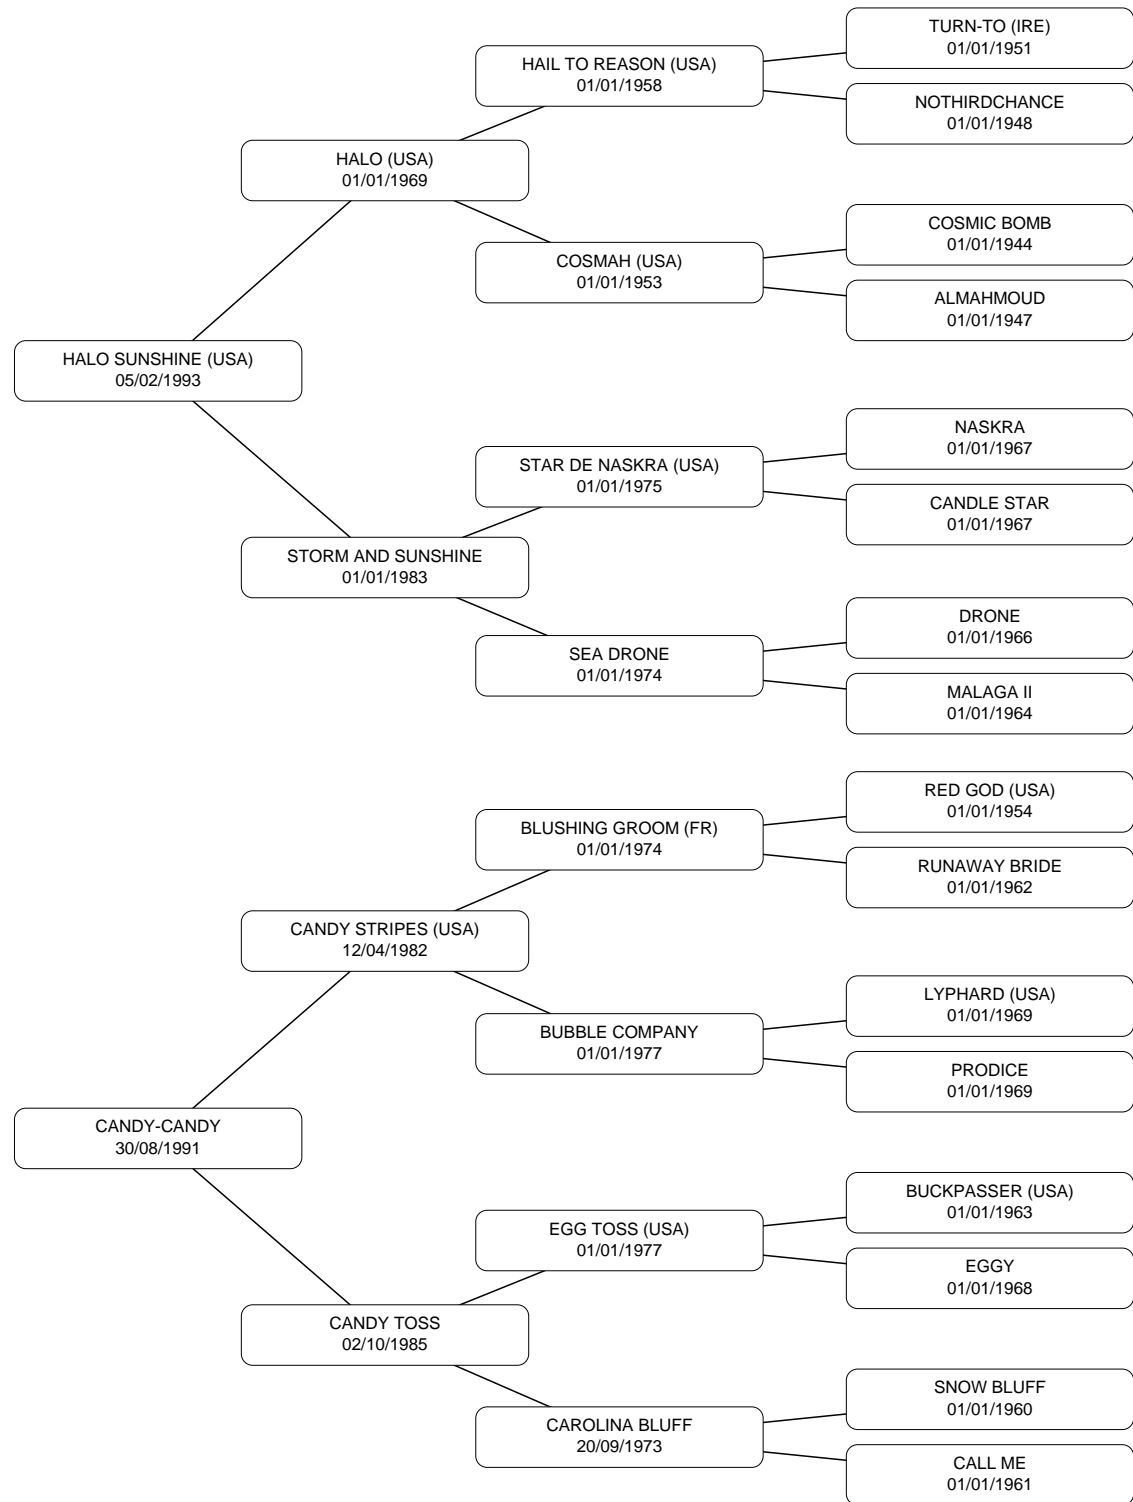 TURN-TO (IRE)
01/01/1951
HAIL TO REASON (USA)
01/01/1958
NOTHIRDCHANCE
01/01/1948
HALO (USA)
01/01/1969
COSMIC BOMB
01/01/1944
COSMAH (USA)
01/01/1953
ALMAHMOUD
01/01/1947
HALO SUNSHINE (USA)
05/02/1993
NASKRA
01/01/1967
STAR DE NASKRA (USA)
01/01/1975
CANDLE STAR
01/01/1967
STORM AND SUNSHINE
01/01/1983
DRONE
01/01/1966
SEA DRONE
01/01/1974
MALAGA II
01/01/1964
RED GOD (USA)
01/01/1954
BLUSHING GROOM (FR)
01/01/1974
RUNAWAY BRIDE
01/01/1962
CANDY STRIPES (USA)
12/04/1982
LYPHARD (USA)
01/01/1969
BUBBLE COMPANY
01/01/1977
PRODICE
01/01/1969
CANDY-CANDY
30/08/1991
BUCKPASSER (USA)
01/01/1963
EGG TOSS (USA)
01/01/1977
EGGY
01/01/1968
CANDY TOSS
02/10/1985
SNOW BLUFF
01/01/1960
CAROLINA BLUFF
20/09/1973
CALL ME
01/01/1961